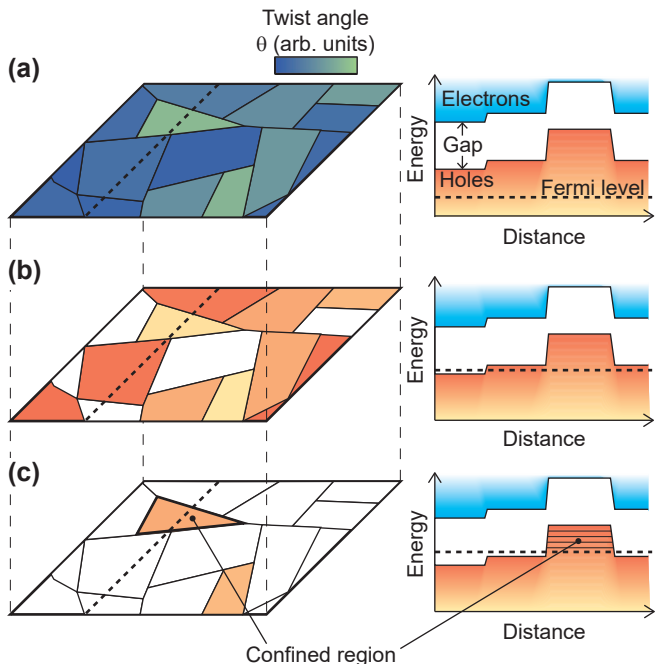 Twist angle
θ (arb. units)
(a)
Energy
Electrons
Gap
Holes
Fermi level
Distance
(b)
Energy
Distance
(c)
Energy
Distance
Confined region